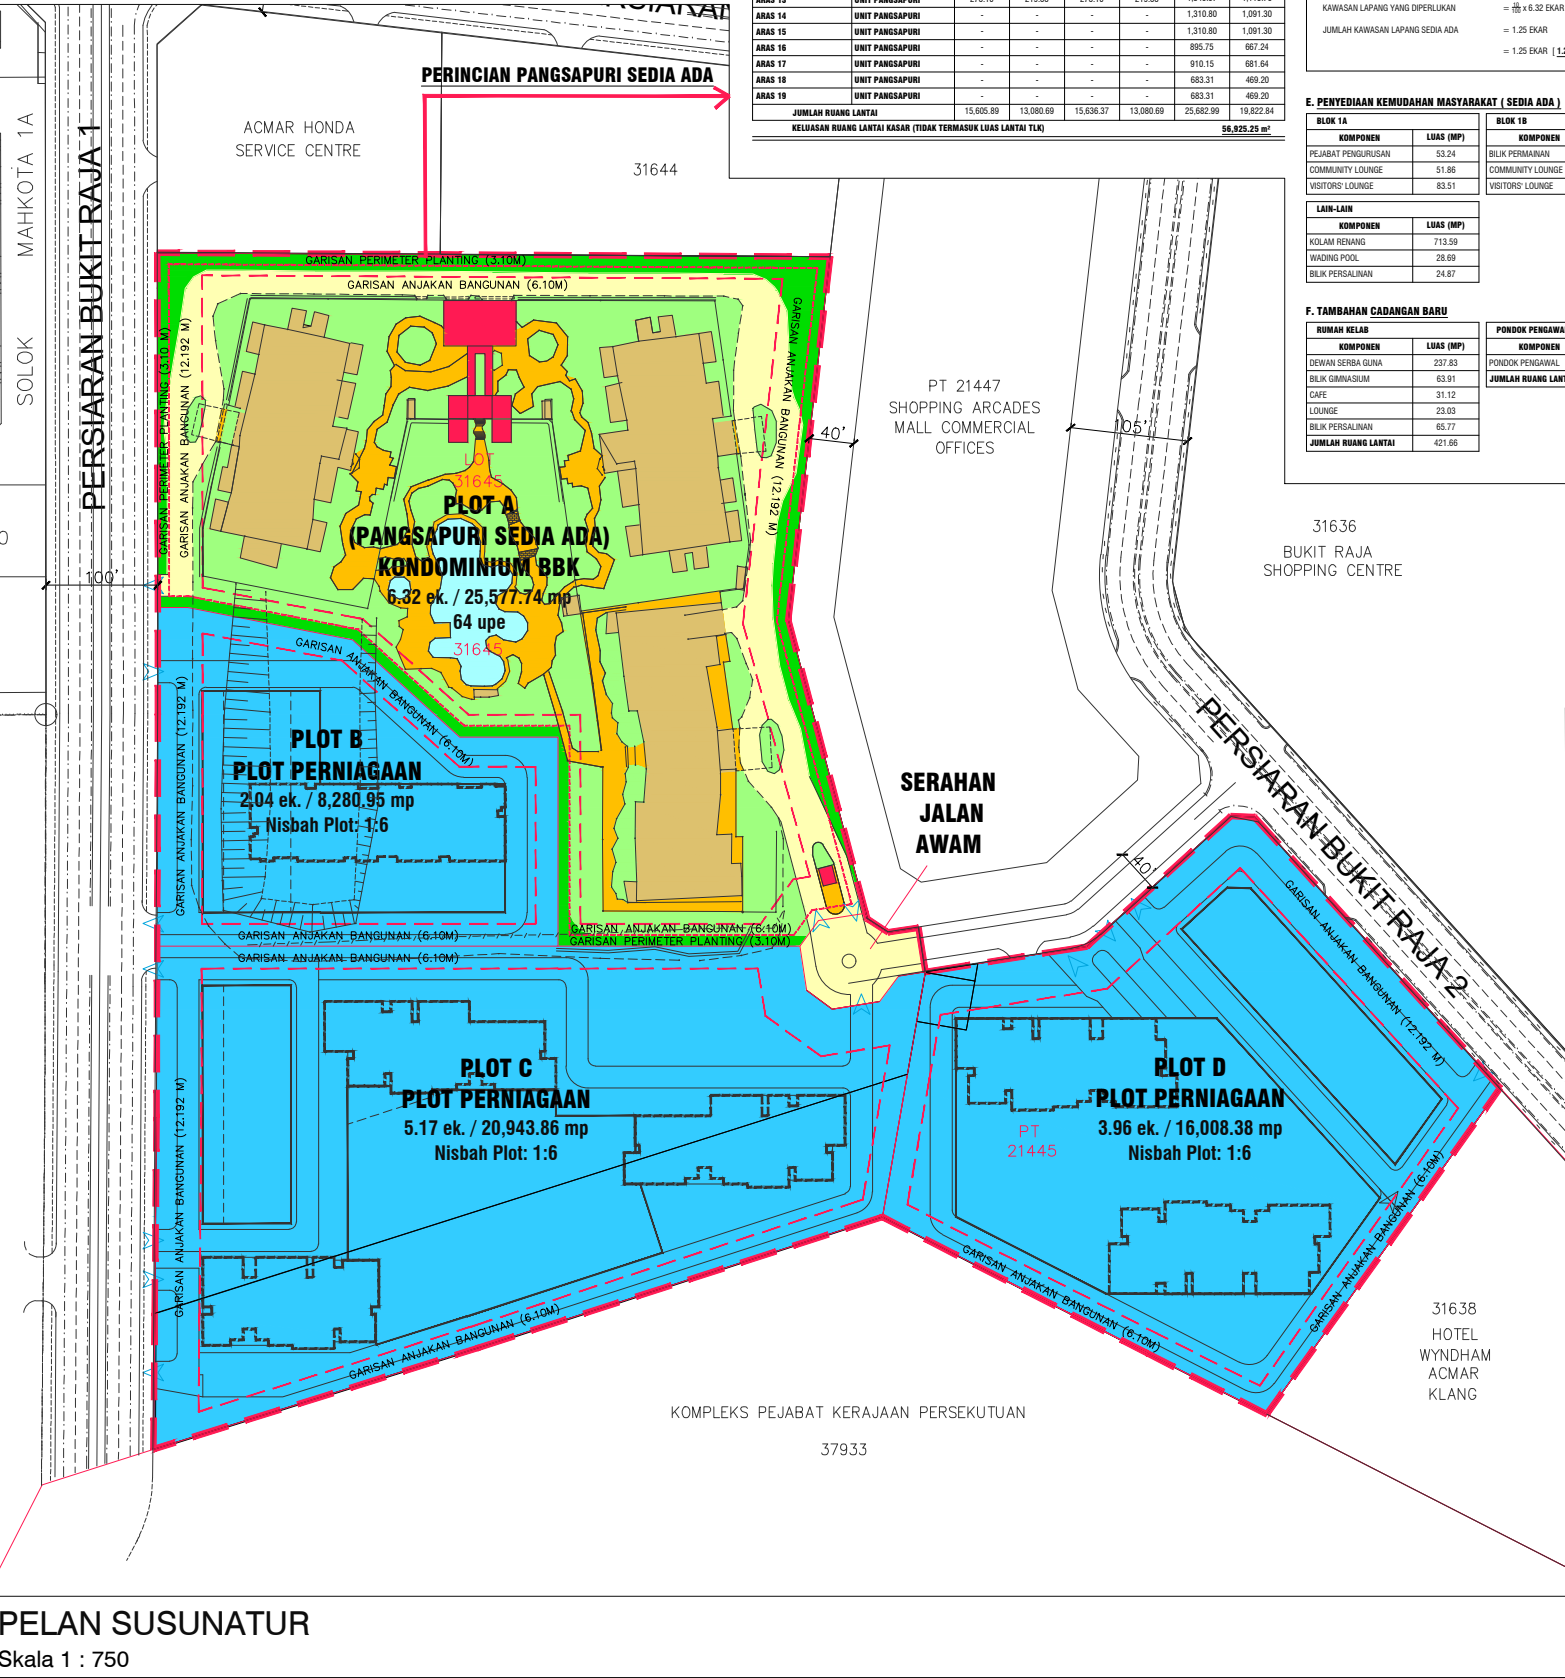 ARAS 14 UNIT PANGSAPURI - - - - 1,310.80 1,091.30
ARAS 15 UNIT PANGSAPURI - - - - 1,310.80 1,091.30
ARAS 16 UNIT PANGSAPURI - - - - 895.75 667.24
ARAS 17 UNIT PANGSAPURI - - - - 910.15 681.64
ARAS 18 UNIT PANGSAPURI - - - - 683.31 469.20
ARAS 19 UNIT PANGSAPURI - - - - 683.31 469.20
JUMLAH RUANG LANTAI 15,605.89 13,080.69 15,636.37 13,080.69 25,682.99 19,822.84
KELUASAN RUANG LANTAI KASAR (TIDAK TERMASUK LUAS LANTAI TLK) 56,925.25 m²
KAWASAN LAPANG YANG DIPERLUKAN = 10/100 x 6.32 EKAR
JUMLAH KAWASAN LAPANG SEDIA ADA = 1.25 EKAR
= 1.25 EKAR
E. PENYEDIAAN KEMUDAHAN MASYARAKAT ( SEDIA ADA )
BLOK 1A
KOMPONEN LUAS (MP)
PEJABAT PENGURUSAN 53.24
COMMUNITY LOUNGE 51.86
VISITORS' LOUNGE 83.51
BLOK 1B
KOMPONEN
BILIK PERMAINAN
COMMUNITY LOUNGE
VISITORS' LOUNGE
LAIN-LAIN
KOMPONEN LUAS (MP)
KOLAM RENANG 713.59
WADING POOL 28.69
BILIK PERSALINAN 24.87
F. TAMBAHAN CADANGAN BARU
RUMAH KELAB
KOMPONEN LUAS (MP)
DEWAN SERBA GUNA 237.83
BILIK GIMNASIUM 63.91
CAFE 31.12
LOUNGE 23.03
BILIK PERSALINAN 65.77
JUMLAH RUANG LANTAI 421.66
PONDOK PENGAWAL
KOMPONEN
PONDOK PENGAWAL
JUMLAH RUANG
PERINCIAN PANGSAPURI SEDIA ADA
ACMAR HONDA
SERVICE CENTRE
31644
SOLOK MAHKOTA 1A
PERSIARAN BUKIT RAJA 1
100'
GARISAN PERIMETER PLANTING (3.10M)
GARISAN ANJAKAN BANGUNAN (6.10M)
GARISAN PERIMETER PLANTING (3.10 M)
GARISAN ANJAKAN BANGUNAN (12.192 M)
GARISAN ANJAKAN BANGUNAN (12.192 M)
LOT
31645
PLOT A
(PANGSAPURI SEDIA ADA)
KONDOMINIUM BBK
6.32 ek. / 25,577.74 mp
64 upe
31645
PT 21447
SHOPPING ARCADES
MALL COMMERCIAL
OFFICES
40'
105'
31636
BUKIT RAJA
SHOPPING CENTRE
PERSIARAN BUKIT RAJA 2
GARISAN ANJAKAN BANGUNAN (6.10M)
GARISAN ANJAKAN BANGUNAN (12.192 M)
PLOT B
PLOT PERNIAGAAN
2.04 ek. / 8,280.95 mp
Nisbah Plot: 1:6
SERAHAN
JALAN
AWAM
40'
GARISAN ANJAKAN BANGUNAN (6.10M)
GARISAN PERIMETER PLANTING (3.10M)
GARISAN ANJAKAN BANGUNAN (6.10M)
GARISAN ANJAKAN BANGUNAN (6.10M)
GARISAN ANJAKAN BANGUNAN (12.192 M)
PLOT C
PLOT PERNIAGAAN
5.17 ek. / 20,943.86 mp
Nisbah Plot: 1:6
GARISAN ANJAKAN BANGUNAN (12.192 M)
GARISAN ANJAKAN BANGUNAN (6.10M)
PLOT D
PLOT PERNIAGAAN
3.96 ek. / 16,008.38 mp
Nisbah Plot: 1:6
PT
21445
GARISAN ANJAKAN BANGUNAN (6.10M)
GARISAN ANJAKAN BANGUNAN (6.10M)
31638
HOTEL
WYNDHAM
ACMAR
KLANG
KOMPLEKS PEJABAT KERAJAAN PERSEKUTUAN
37933
PELAN SUSUNATUR
Skala 1 : 750